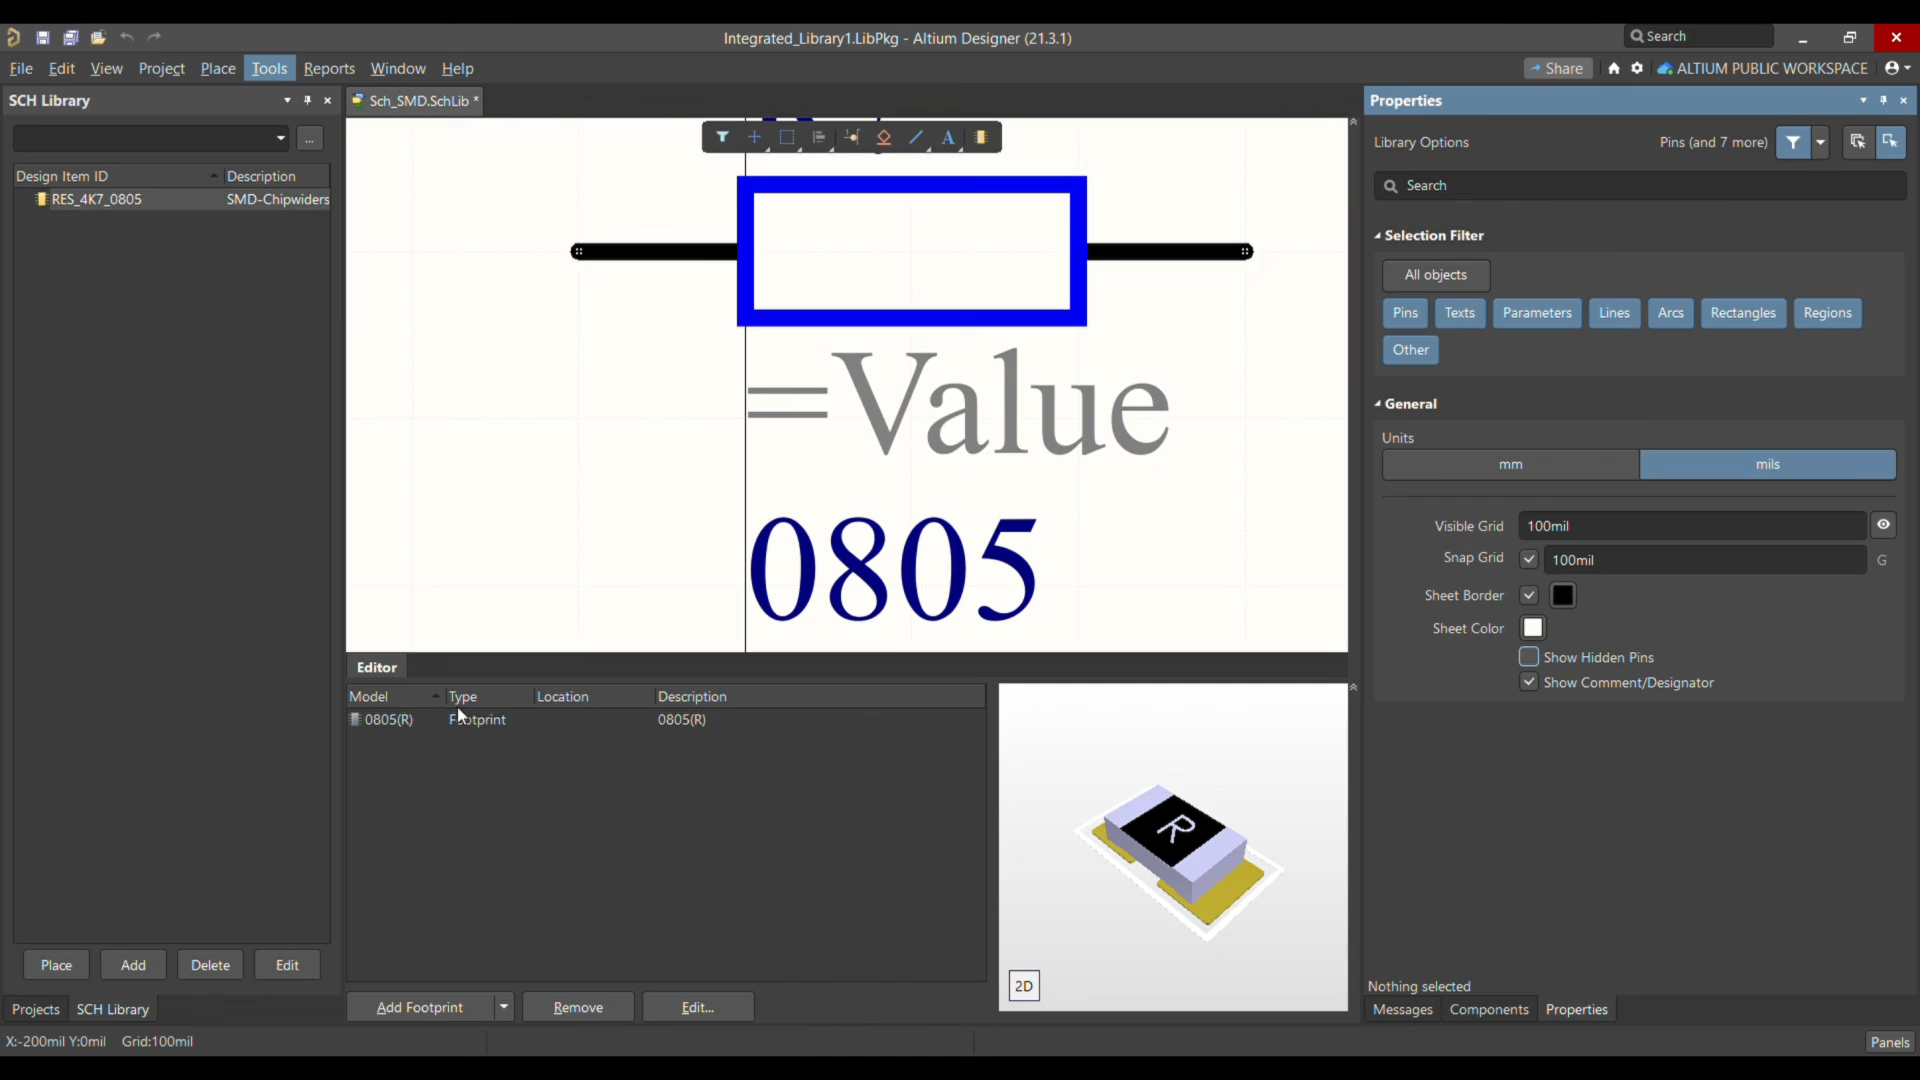 Integrated_Library1.LibPkg - Altium Designer (21.3.1)
Search
File Edit View Project Place Tools Reports Window Help
Share
ALTIUM PUBLIC WORKSPACE
SCH Library
Sch_SMD.SchLib *
Properties
...
Library Options
Pins (and 7 more)
Design Item ID Description
RES_4K7_0805 SMD-Chipwiders
Search
Selection Filter
All objects
Pins Texts Parameters Lines Arcs Rectangles Regions
Other
General
Units
mm mils
Visible Grid 100mil
Snap Grid 100mil G
Sheet Border
Sheet Color
Show Hidden Pins
Show Comment/Designator
=Value
0805
Editor
Model Type Location Description
0805(R) Footprint 0805(R)
R
2D
Place Add Delete Edit
Add Footprint Remove Edit...
Nothing selected
Projects SCH Library
Messages Components Properties
X:-200mil Y:0mil Grid:100mil
Panels